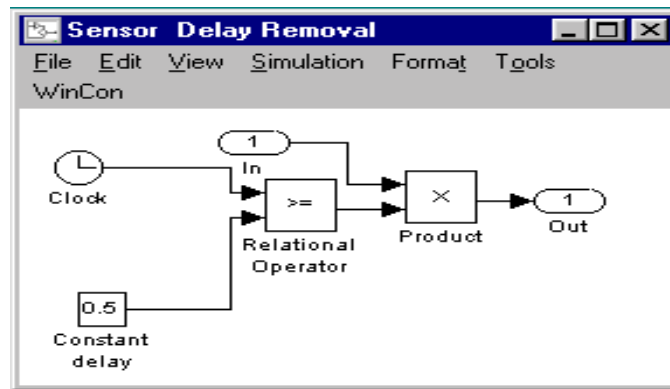 Sensor Delay Removal
File Edit View Simulation Format Tools
WinCon
1
In
Clock
>=
Relational
Operator
×
Product
1
Out
0.5
Constant
delay